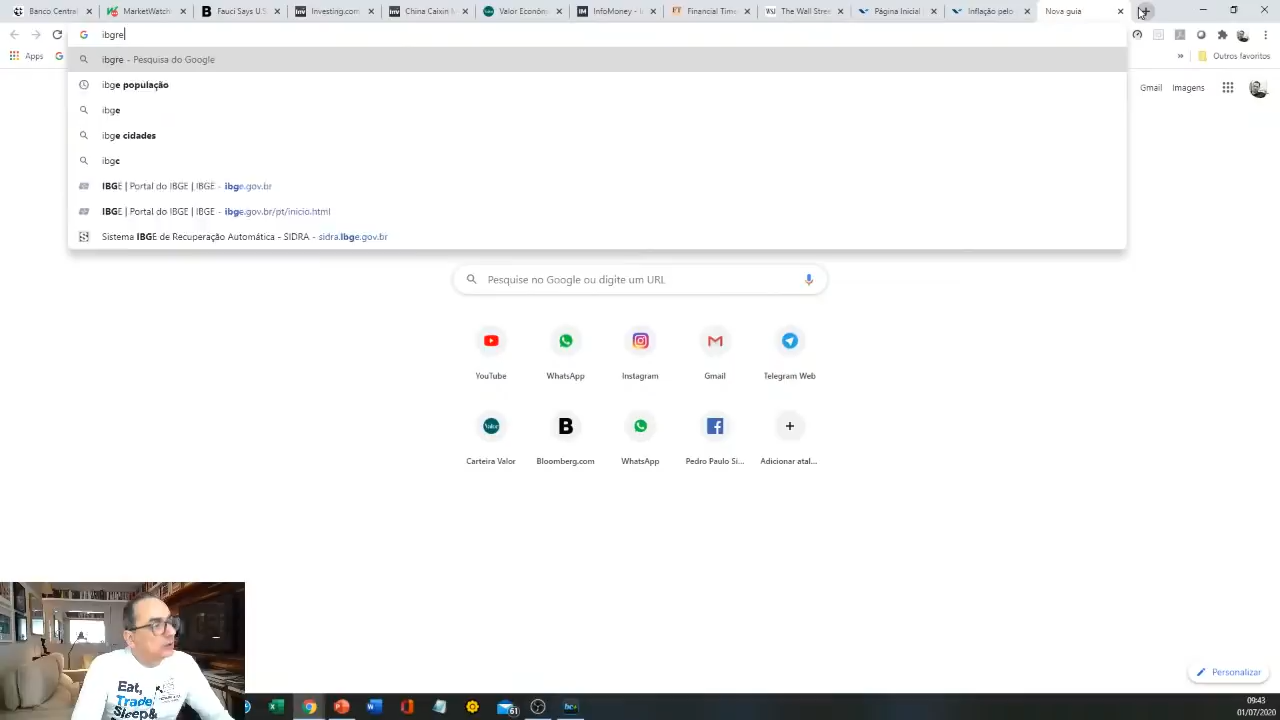 Banco Central
MarketWatch:
Fauci Says U.S
Investing.com
China Caixin M
Valor Econôm
InfoMoney - I
Financial Time
The Wall Stree
Página Inicial
Inflação pelo
Nova guia
ibgre
Apps
Outros favoritos
ibgre - Pesquisa do Google
ibge população
ibge
ibge cidades
ibgc
IBGE | Portal do IBGE | IBGE - ibge.gov.br
IBGE | Portal do IBGE | IBGE - ibge.gov.br/pt/inicio.html
Sistema IBGE de Recuperação Automática - SIDRA - sidra.ibge.gov.br
Gmail Imagens
Pesquise no Google ou digite um URL
YouTube WhatsApp Instagram Gmail Telegram Web
Carteira Valor Bloomberg.com WhatsApp Pedro Paulo Si... Adicionar atal...
Personalizar
Eat,
Trade
Sleep&
61
09:43
01/07/2020